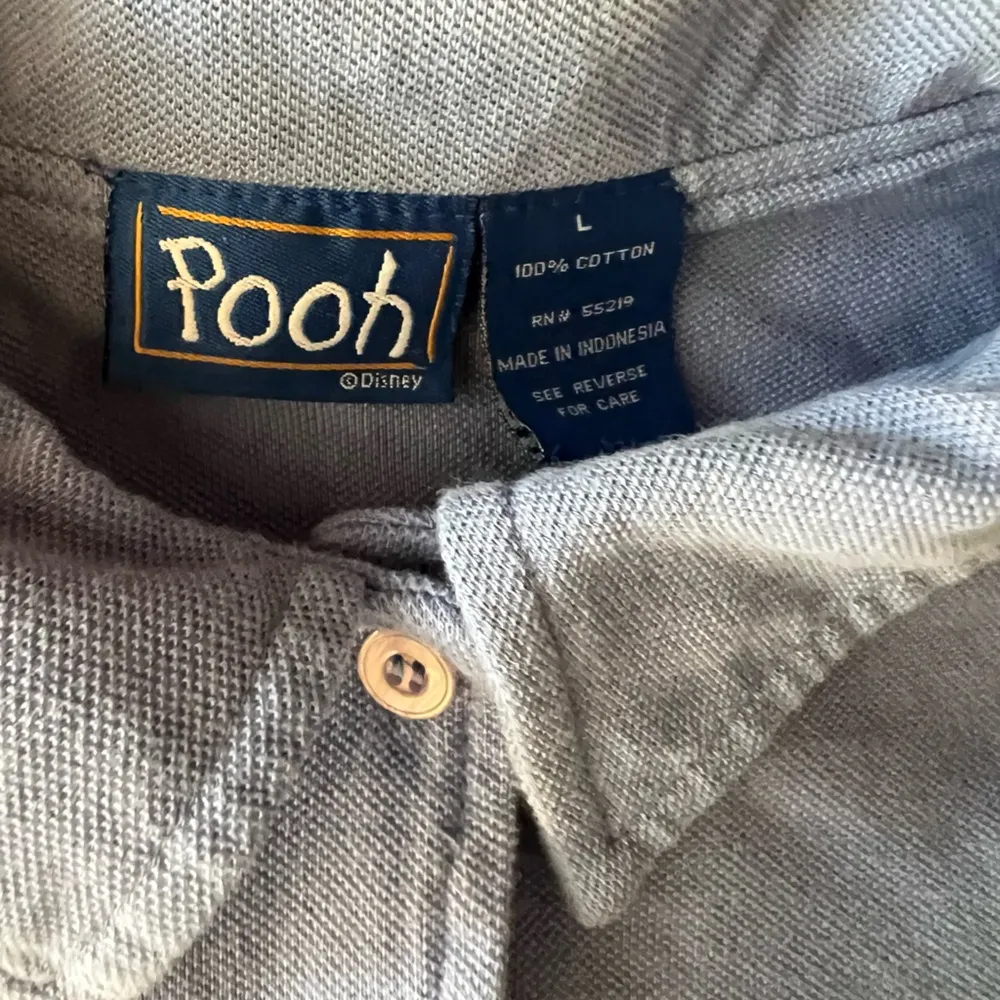 Pooh
©Disney
L
100% COTTON
RN# 55219
MADE IN INDONESIA
SEE REVERSE
FOR CARE